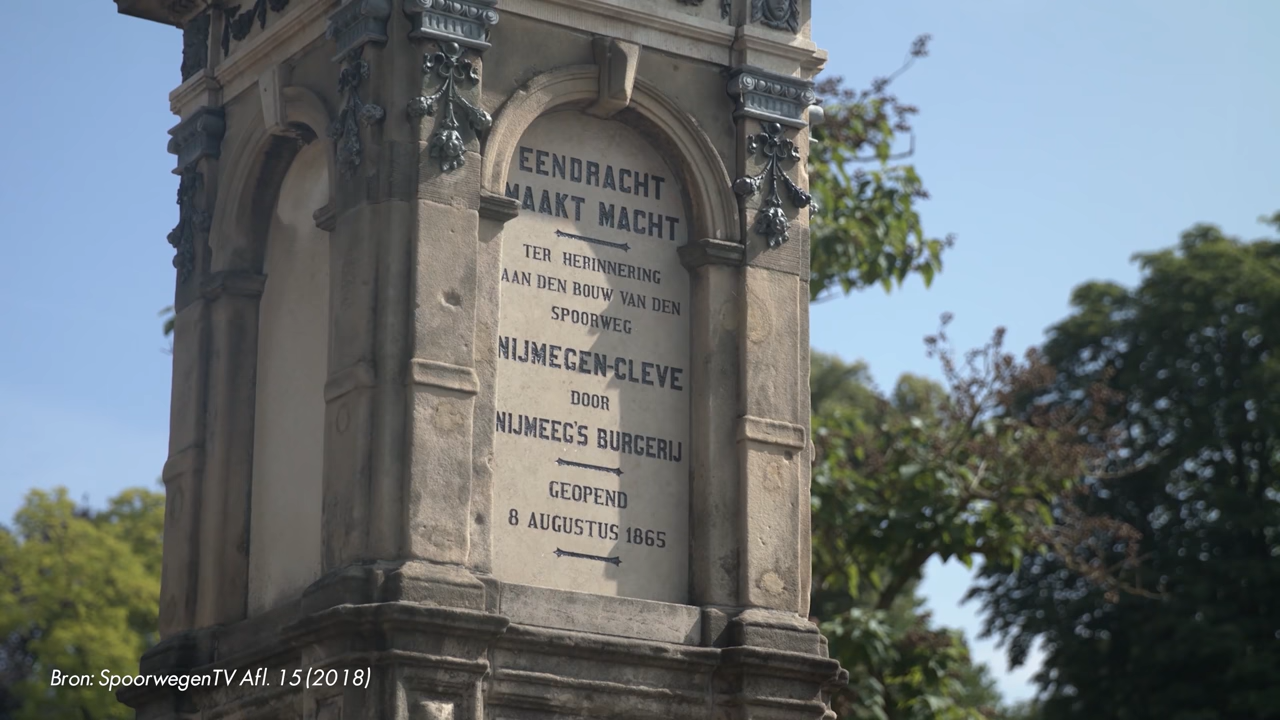 EENDRACHT
MAAKT MACHT
TER HERINNERING
AAN DEN BOUW VAN DEN
SPOORWEG
NIJMEGEN-CLEVE
DOOR
NIJMEEG'S BURGERIJ
GEOPEND
8 AUGUSTUS 1865
Bron: SpoorwegenTV Afl. 15 (2018)